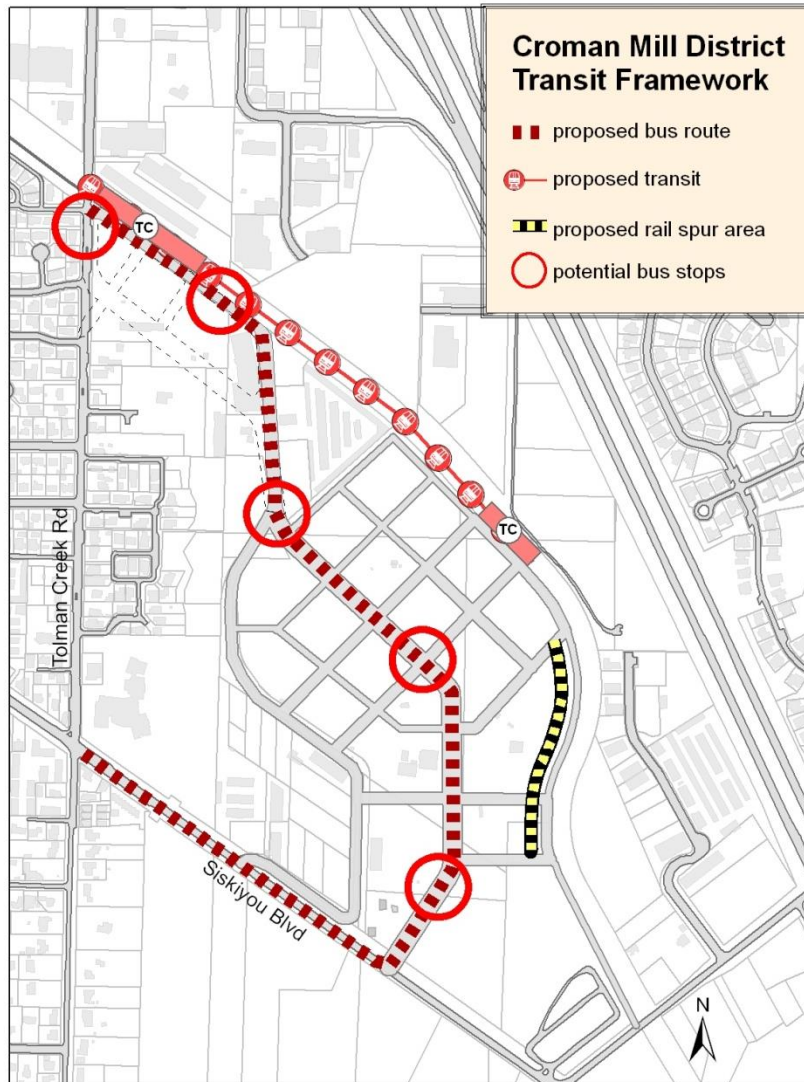 Croman Mill District
Transit Framework
proposed bus route
proposed transit
proposed rail spur area
potential bus stops
TC
TC
Tolman Creek Rd
Siskiyou Blvd
N